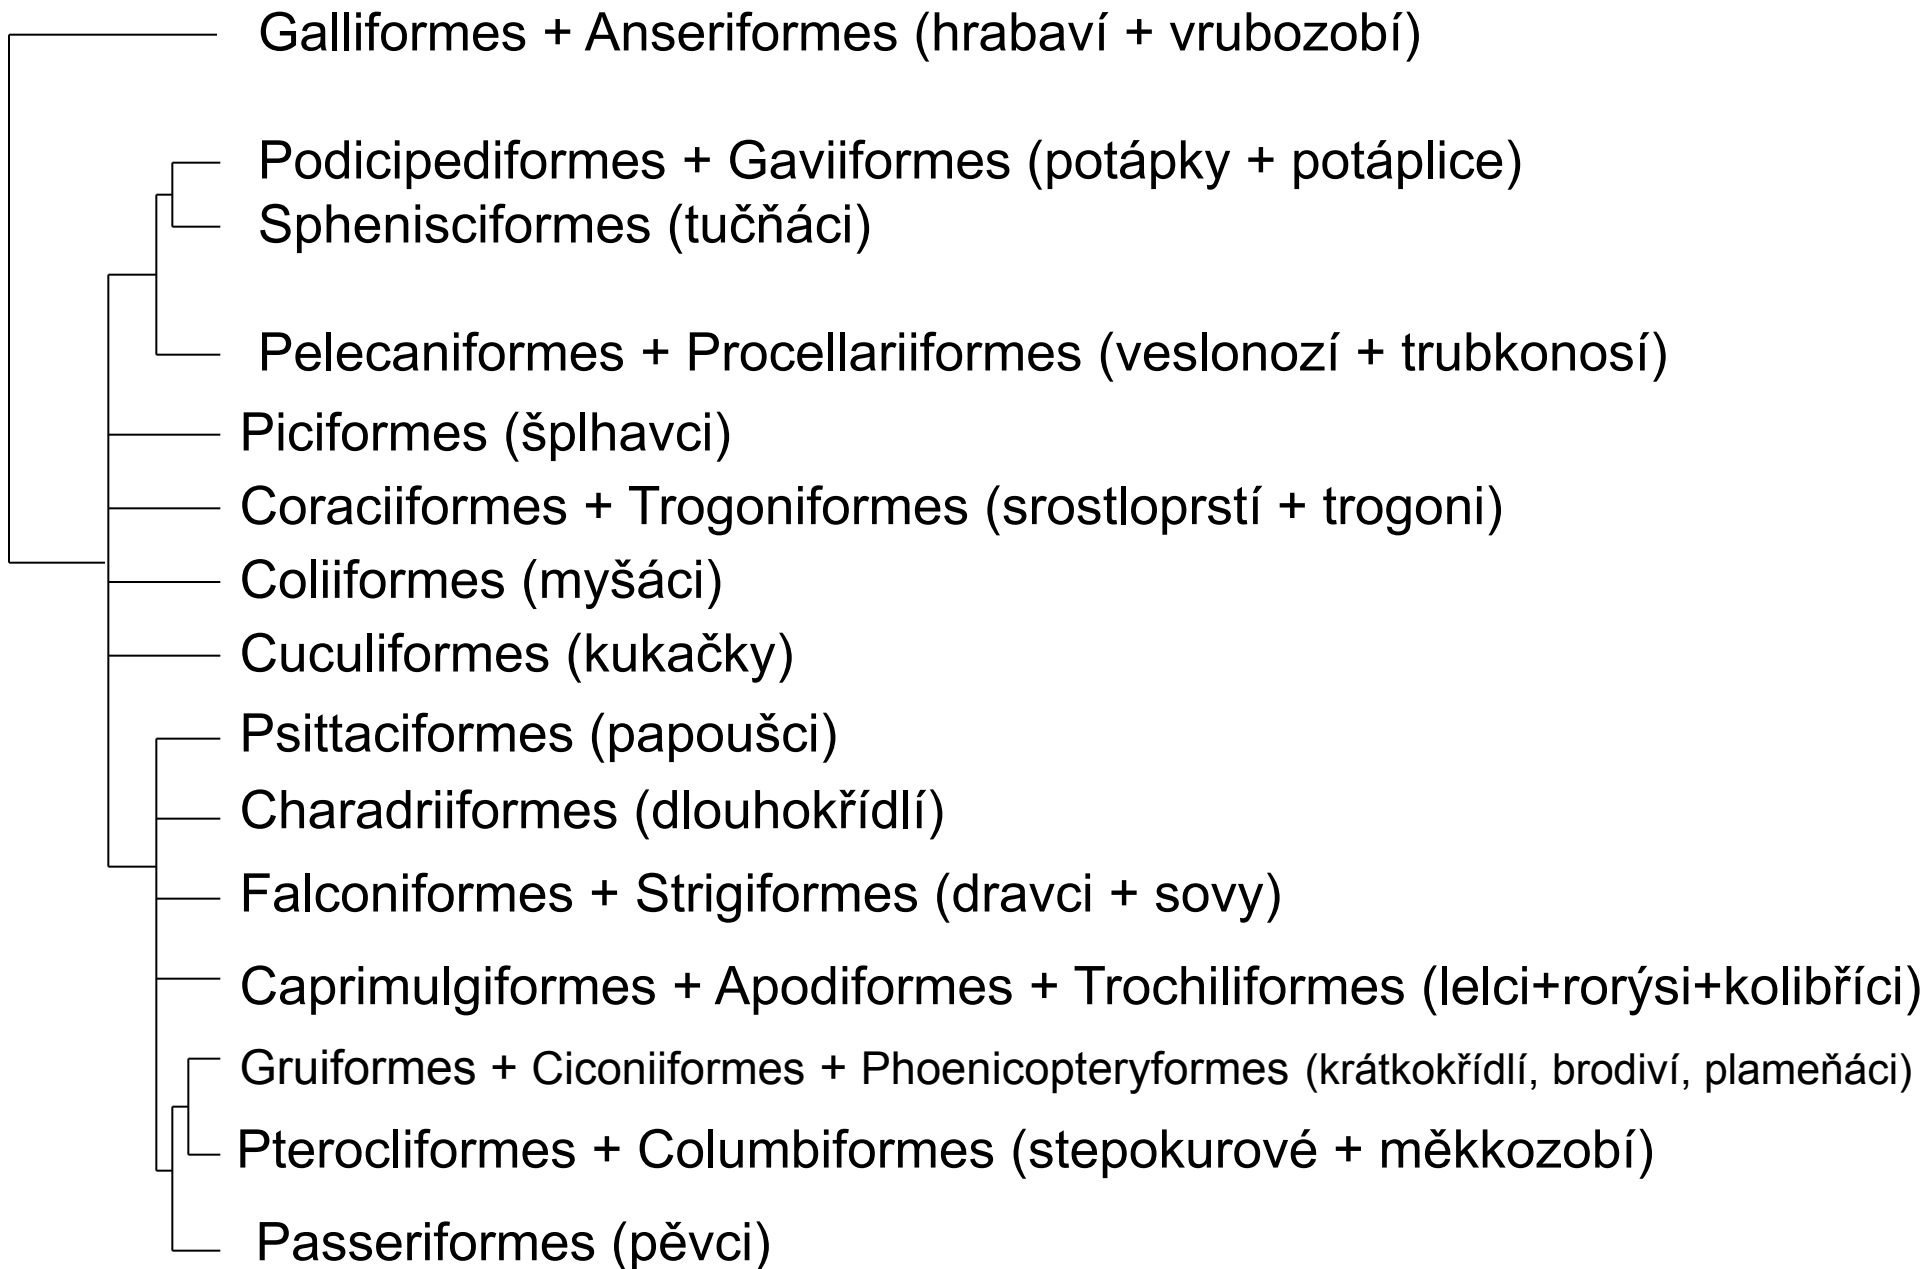 Galliformes + Anseriformes (hrabaví + vrubozobí)
Podicipediformes + Gaviiformes (potápky + potáplice)
Sphenisciformes (tučňáci)
Pelecaniformes + Procellariiformes (veslonozí + trubkonosí)
Piciformes (šplhavci)
Coraciiformes + Trogoniformes (srostloprstí + trogoni)
Coliiformes (myšáci)
Cuculiformes (kukačky)
Psittaciformes (papoušci)
Charadriiformes (dlouhokřídlí)
Falconiformes + Strigiformes (dravci + sovy)
Caprimulgiformes + Apodiformes + Trochiliformes (lelci+rorýsi+kolibříci)
Gruiformes + Ciconiiformes + Phoenicopteryformes (krátkokřídlí, brodiví, plameňáci)
Pterocliformes + Columbiformes (stepokurové + měkkozobí)
Passeriformes (pěvci)